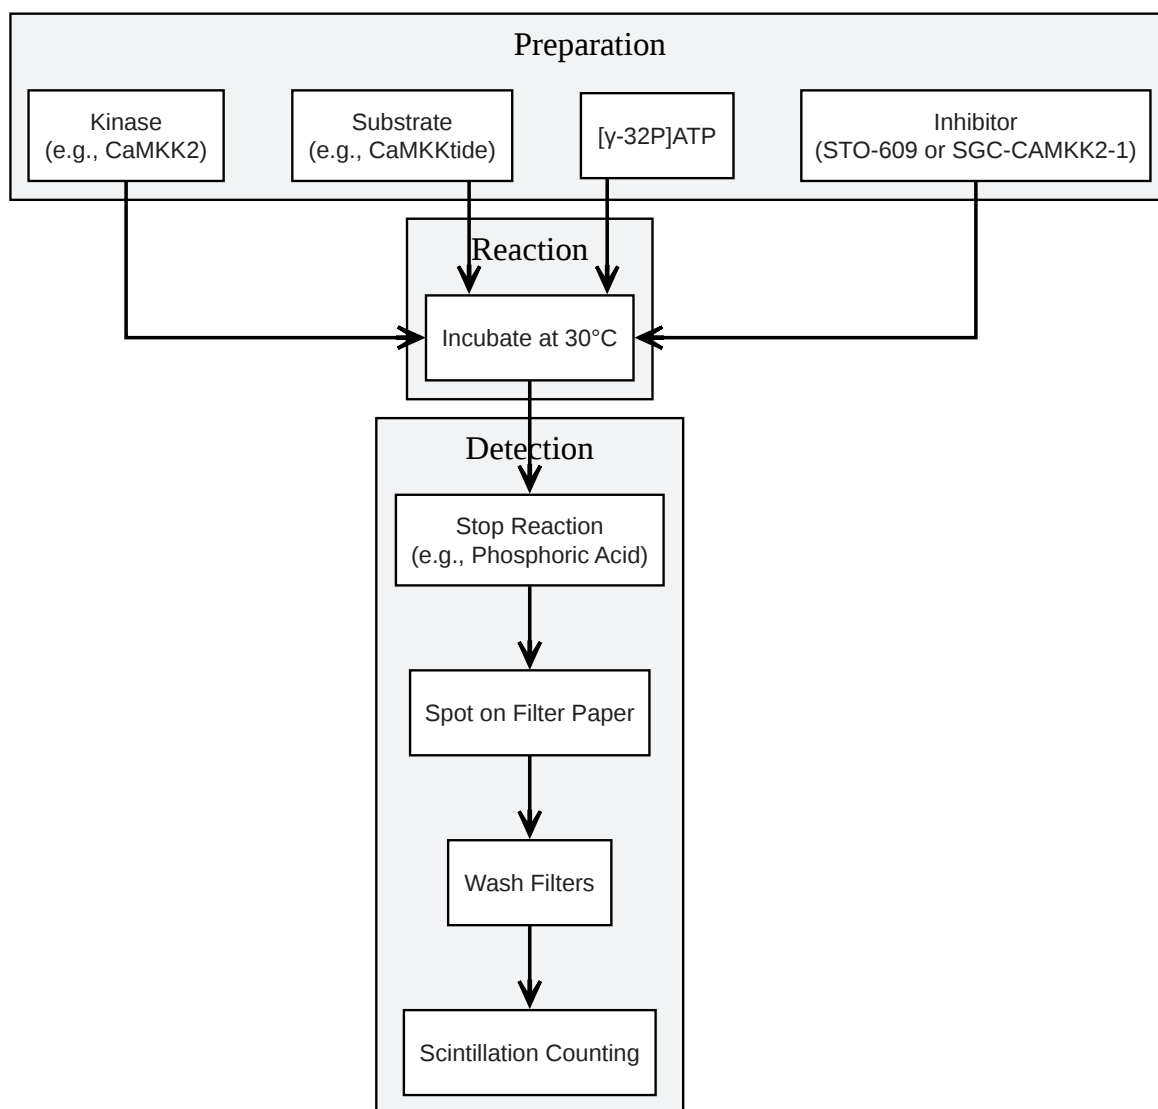 Preparation
Kinase
(e.g., CaMKK2)
Substrate
(e.g., CaMKKtide)
[γ-32P]ATP
Inhibitor
(STO-609 or SGC-CAMKK2-1)
Reaction
Incubate at 30°C
Detection
Stop Reaction
(e.g., Phosphoric Acid)
Spot on Filter Paper
Wash Filters
Scintillation Counting